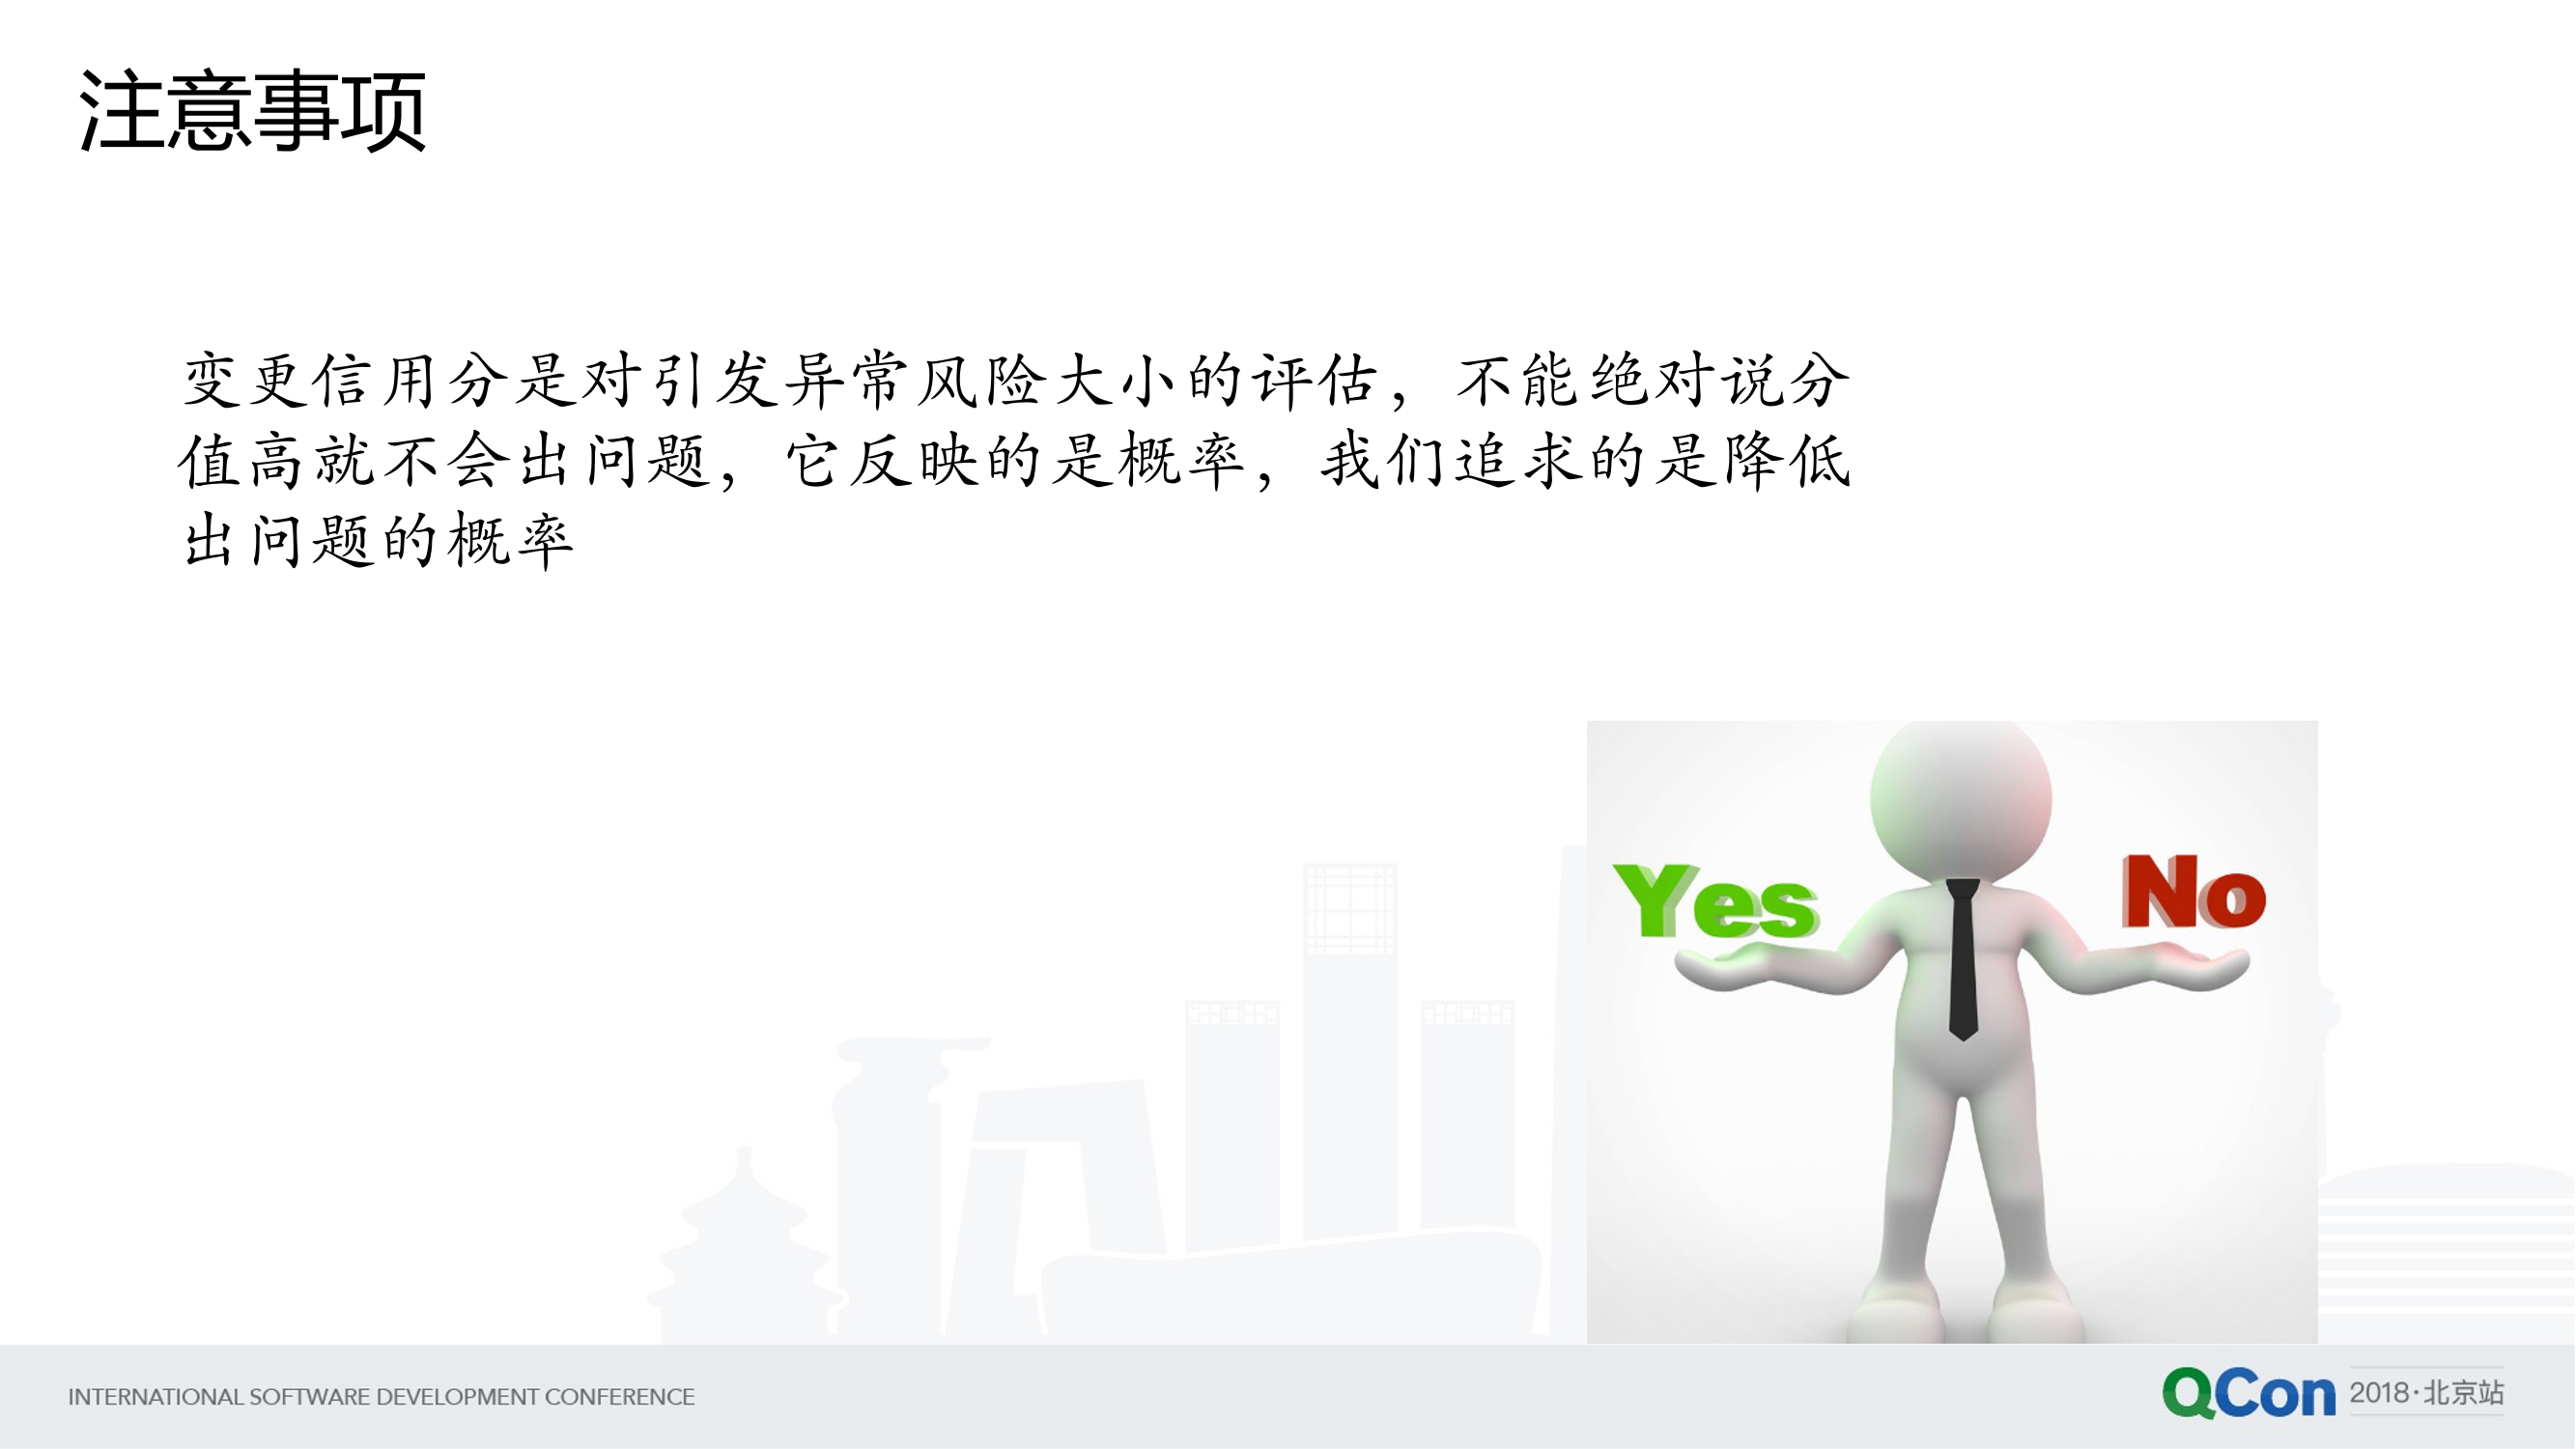 注意事项
变更信用分是对引发异常风险大小的评估，不能绝对说分
值高就不会出问题，它反映的是概率，我们追求的是降低
出问题的概率
Yes
No
INTERNATIONAL SOFTWARE DEVELOPMENT CONFERENCE
QCon 2018·北京站